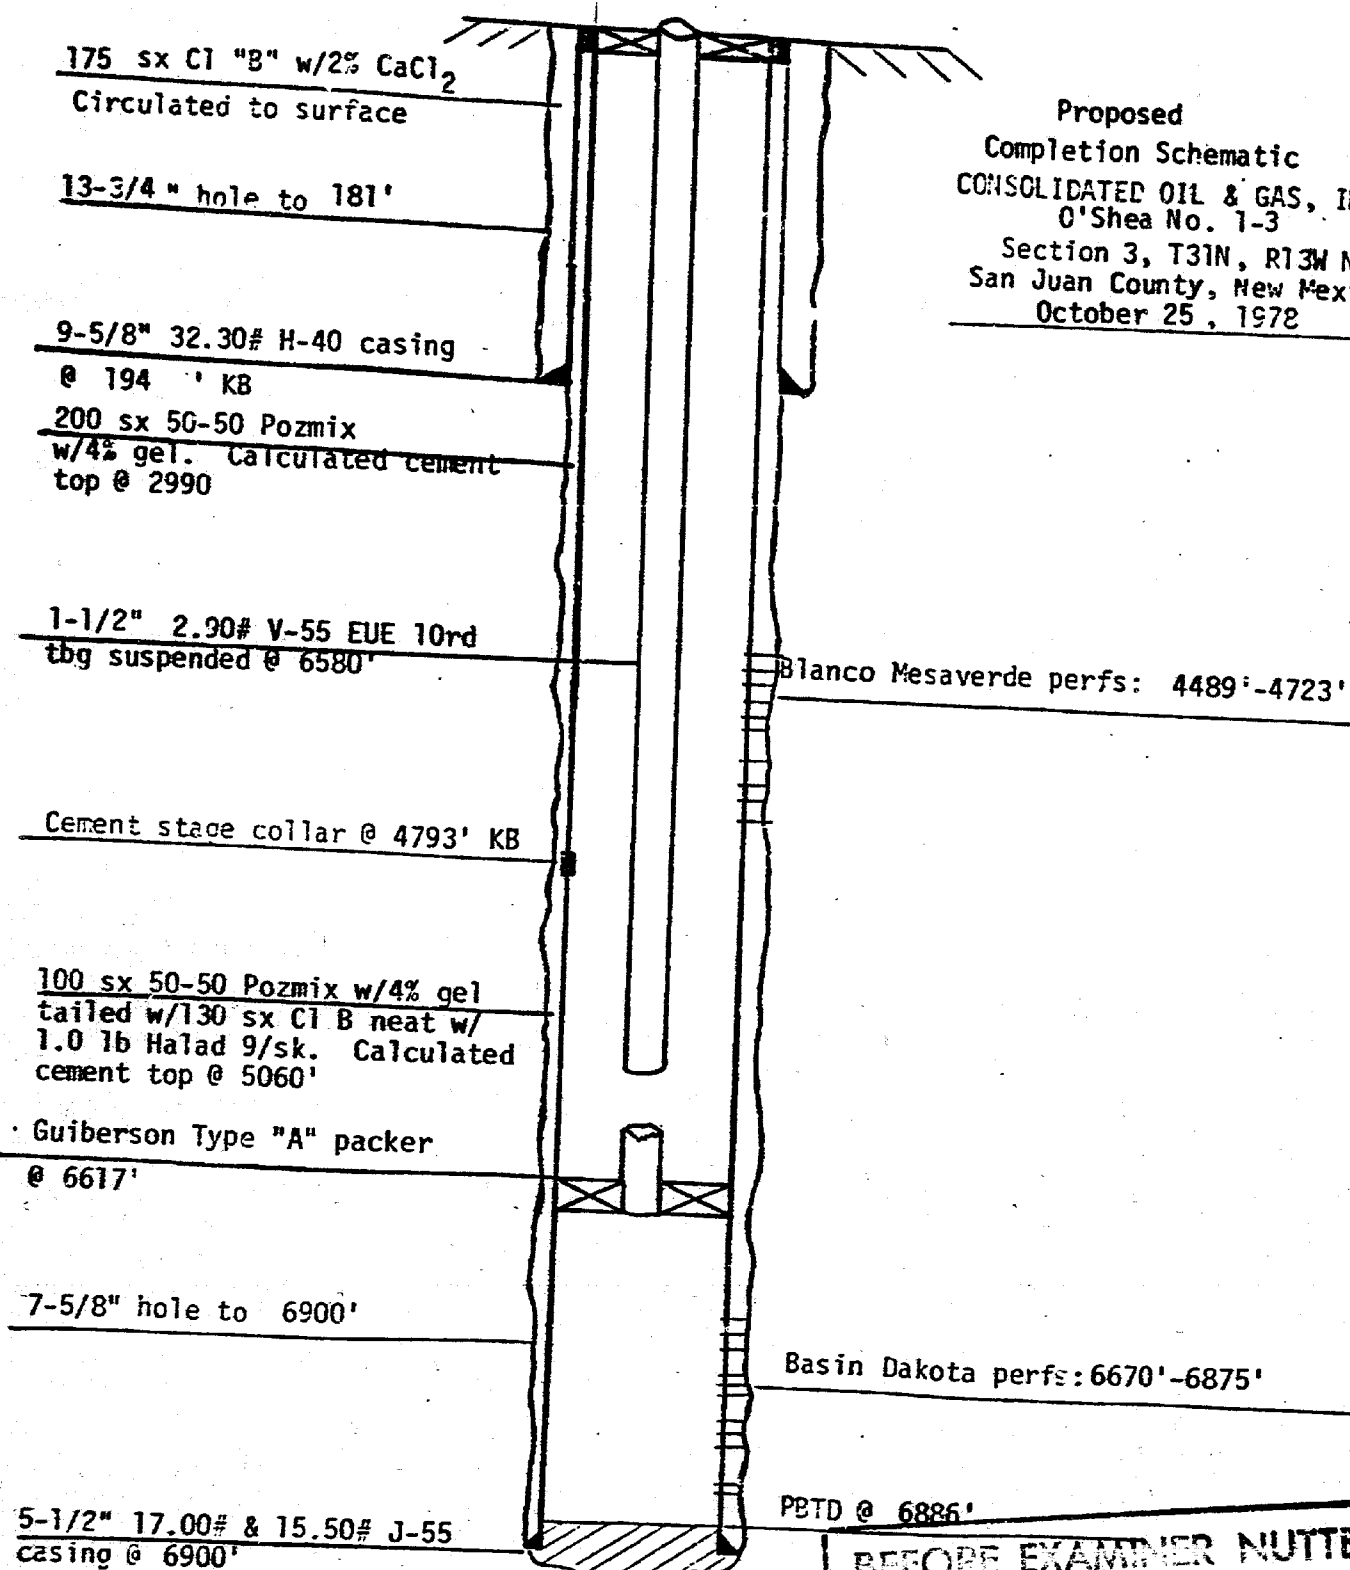 175 sx Cl "B" w/2% CaCl2
Circulated to surface
13-3/4 " hole to 181'
9-5/8" 32.30# H-40 casing
@ 194 ' KB
200 sx 50-50 Pozmix
w/4% gel. Calculated cement
top @ 2990
1-1/2" 2.90# V-55 EUE 10rd
tbg suspended @ 6580'
Cement stage collar @ 4793' KB
100 sx 50-50 Pozmix w/4% gel
tailed w/130 sx Cl B neat w/
1.0 lb Halad 9/sk. Calculated
cement top @ 5060'
Guiberson Type "A" packer
@ 6617'
7-5/8" hole to 6900'
5-1/2" 17.00# & 15.50# J-55
casing @ 6900'
Proposed
Completion Schematic
CONSOLIDATED OIL & GAS,
O'Shea No. 1-3
Section 3, T31N, R13W
San Juan County, New Mex
October 25, 1978
Blanco Mesaverde perfs: 4489'-4723'
Basin Dakota perfs:6670'-6875'
PBTD @ 6886'
BEFORE EXAMINER NUTTE